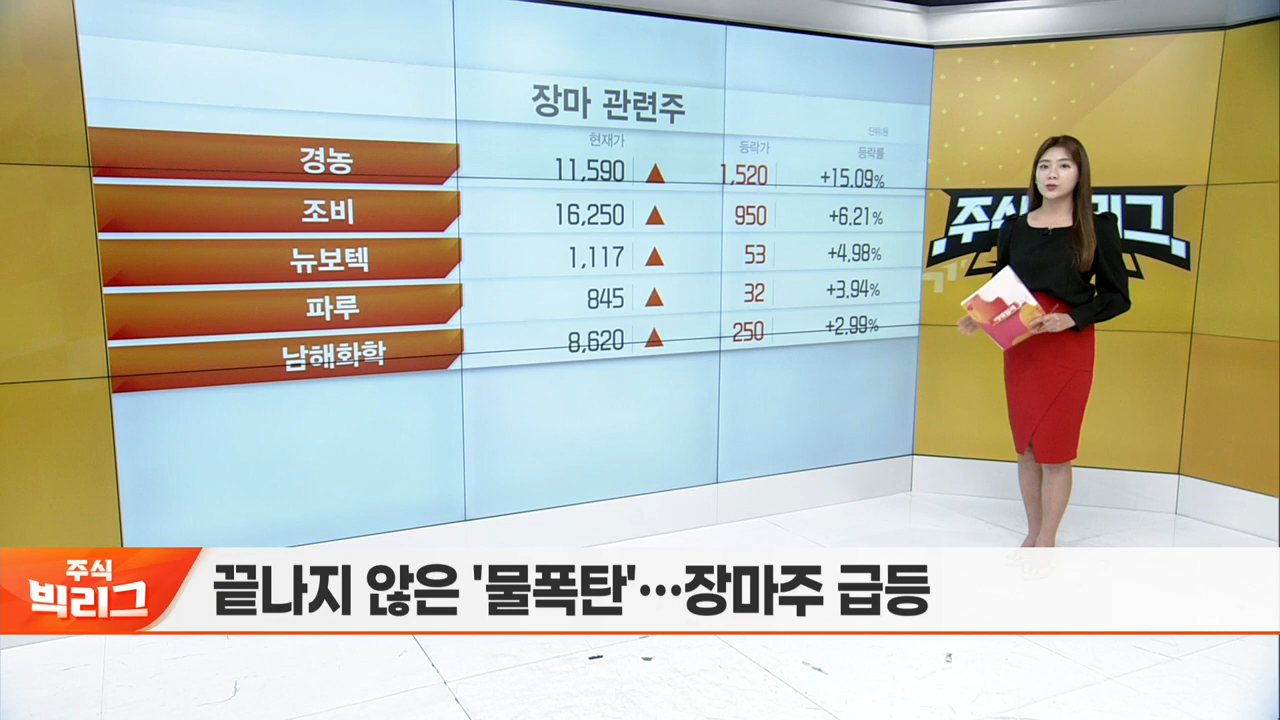 장마 관련주
단위:원
현재가 등락가 등락률
경농 11,590 ▲ 1,520 +15.09%
조비 16,250 ▲ 950 +6.21%
뉴보텍 1,117 ▲ 53 +4.98%
파루 845 ▲ 32 +3.94%
남해화학 8,620 ▲ 250 +2.99%
주식 리그
주식
빅리그
끝나지 않은 '물폭탄'…장마주 급등